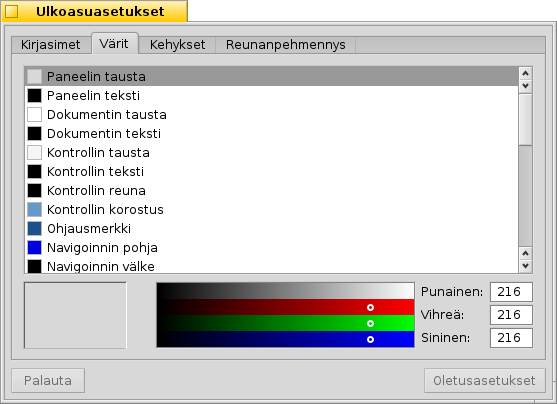 Ulkoasuasetukset
Kirjasimet Värit Kehykset Reunanpehmennys
Paneelin tausta
Paneelin teksti
Dokumentin tausta
Dokumentin teksti
Kontrollin tausta
Kontrollin teksti
Kontrollin reuna
Kontrollin korostus
Ohjausmerkki
Navigoinnin pohja
Navigoinnin välke
Punainen: 216
Vihreä: 216
Sininen: 216
Palauta Oletusasetukset